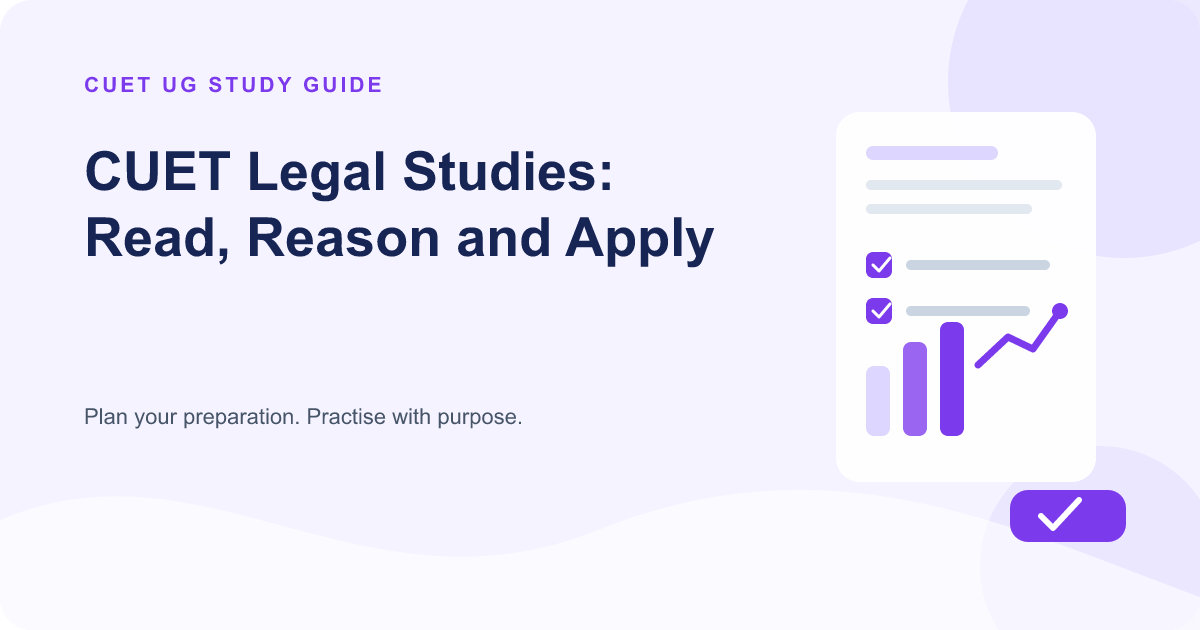 CUET UG STUDY GUIDE
CUET Legal Studies:
Read, Reason and Apply
Plan your preparation. Practise with purpose.